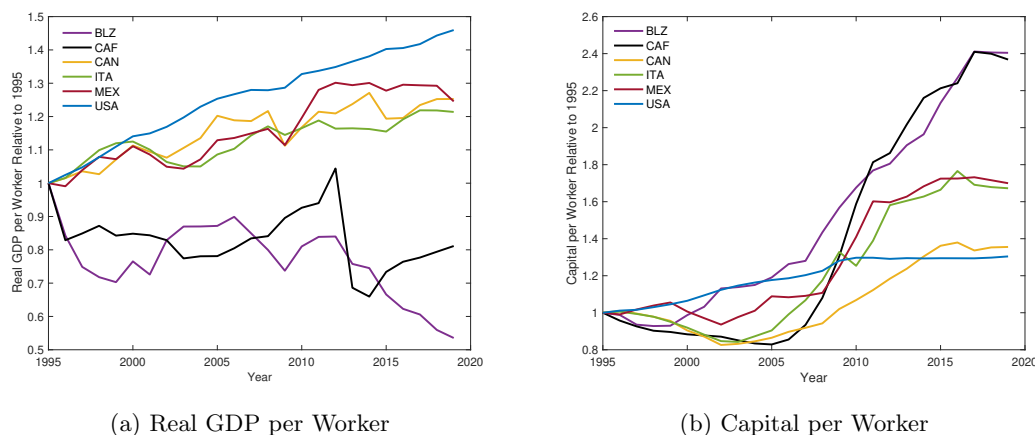 1.5
1.4
1.3
1.2
1.1
1
0.9
0.8
0.7
0.6
0.5
1995
2000
2005
2010
2015
2020
Year
Real GDP per Worker Relative to 1995
BLZ
CAF
CAN
ITA
MEX
USA
(a) Real GDP per Worker
2.6
2.4
2.2
2
1.8
1.6
1.4
1.2
1
0.8
1995
2000
2005
2010
2015
2020
Year
Capital per Worker Relative to 1995
BLZ
CAF
CAN
ITA
MEX
USA
(b) Capital per Worker